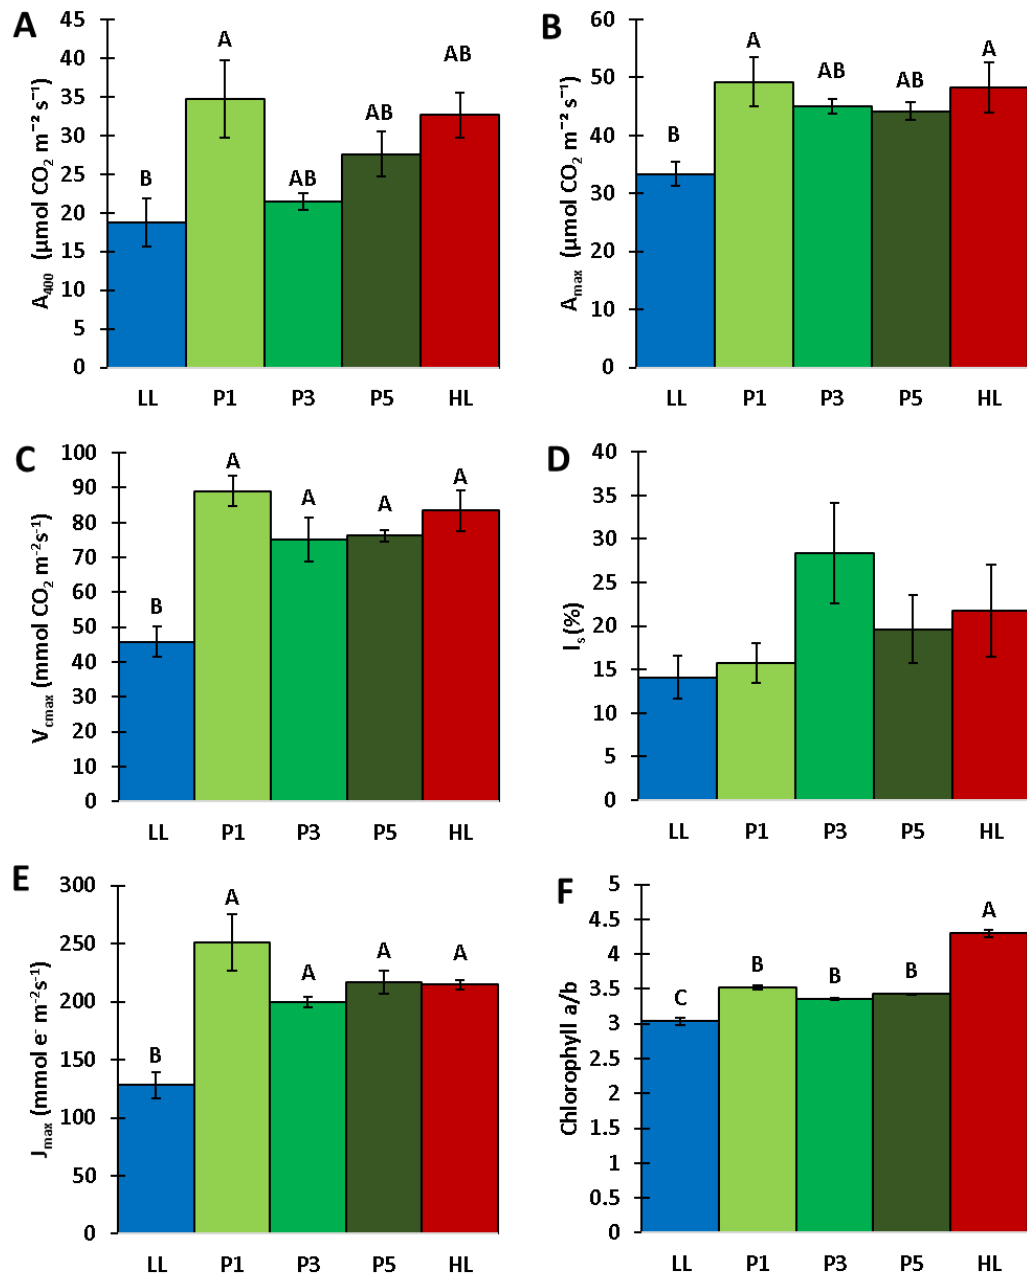 A
A₄₀₀ (µmol CO₂ m⁻² s⁻¹)
45
40
35
30
25
20
15
10
5
0
B
A
AB
AB
AB
LL P1 P3 P5 HL
B
Aₘₐₓ (µmol CO₂ m⁻² s⁻¹)
60
50
40
30
20
10
0
B
A
AB
AB
A
LL P1 P3 P5 HL
C
V_cmax (mmol CO₂ m⁻²s⁻¹)
100
90
80
70
60
50
40
30
20
10
0
B
A
A
A
A
LL P1 P3 P5 HL
D
Iₛ (%)
40
35
30
25
20
15
10
5
0
LL P1 P3 P5 HL
E
Jₘₐₓ (mmol e⁻ m⁻²s⁻¹)
300
250
200
150
100
50
0
B
A
A
A
A
LL P1 P3 P5 HL
F
Chlorophyll a/b
5
4.5
4
3.5
3
2.5
2
1.5
1
0.5
0
C
B
B
B
A
LL P1 P3 P5 HL